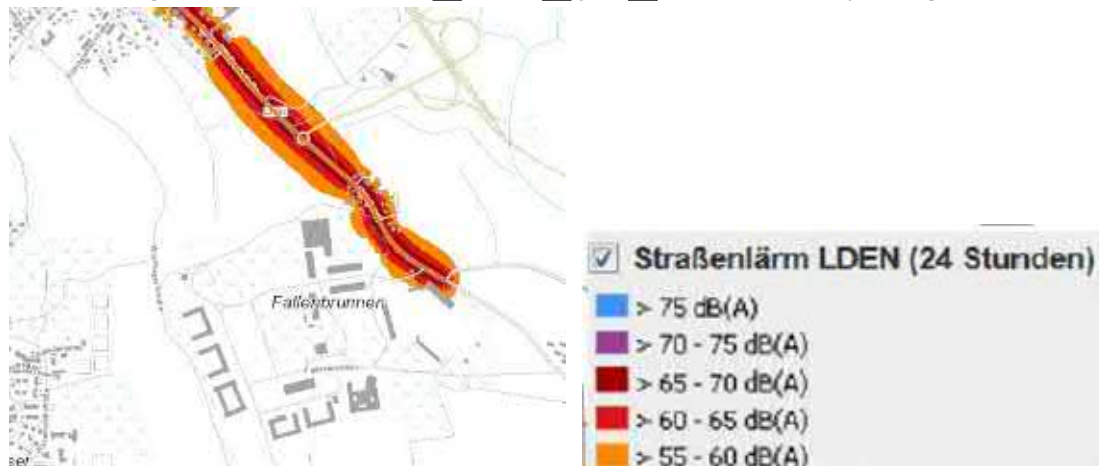 Fallenbrunnen
Straßenlärm LDEN (24 Stunden)
> 75 dB(A)
> 70 - 75 dB(A)
> 65 - 70 dB(A)
> 60 - 65 dB(A)
> 55 - 60 dB(A)